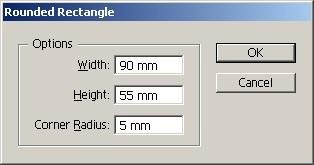 Rounded Rectangle
Options
Width: 90 mm
OK
Height: 55 mm
Cancel
Corner Radius: 5 mm